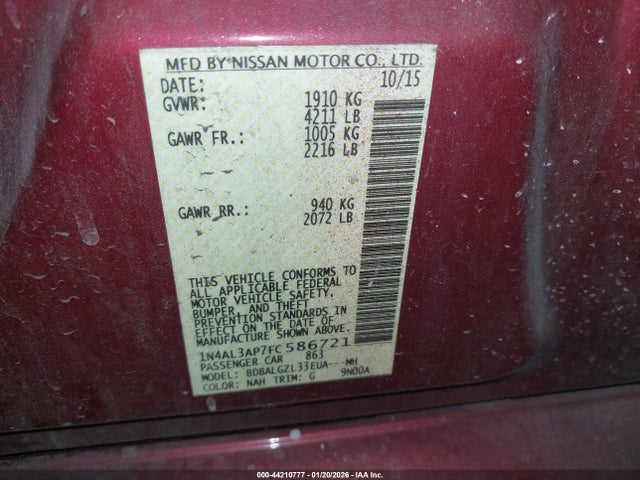 MFD BY NISSAN MOTOR CO., LTD.
DATE: 10/15
GVWR: 1910 KG
4211 LB
GAWR FR.: 1005 KG
2216 LB
GAWR RR.: 940 KG
2072 LB
THIS VEHICLE CONFORMS TO
ALL APPLICABLE FEDERAL
MOTOR VEHICLE SAFETY,
BUMPER, AND THEFT
PREVENTION STANDARDS IN
EFFECT ON THE DATE OF
MANUFACTURE SHOWN ABOVE.
1N4AL3AP7FC586721
PASSENGER CAR 863
MODEL: BDBALGZL33EUA---MH
COLOR: NAH TRIM: G 9N00A
000-44210777 - 01/20/2026 - IAA Inc.